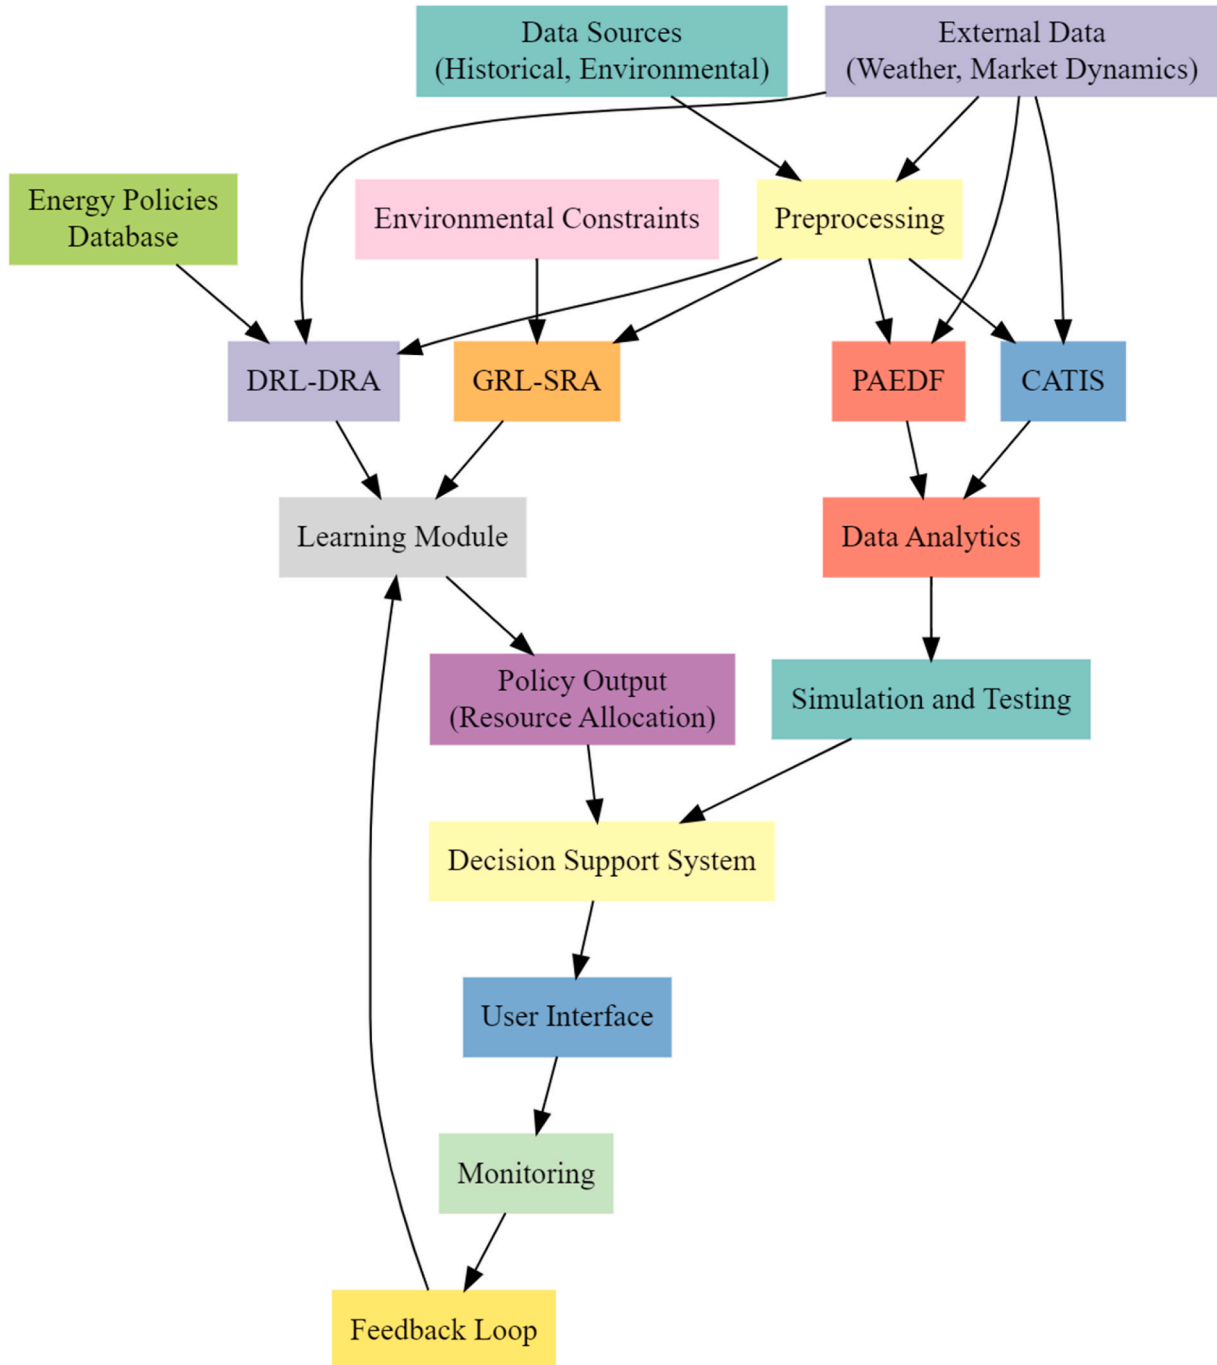 Data Sources
(Historical, Environmental)
External Data
(Weather, Market Dynamics)
Energy Policies
Database
Environmental Constraints
Preprocessing
DRL-DRA
GRL-SRA
PAEDF
CATIS
Learning Module
Data Analytics
Policy Output
(Resource Allocation)
Simulation and Testing
Decision Support System
User Interface
Monitoring
Feedback Loop